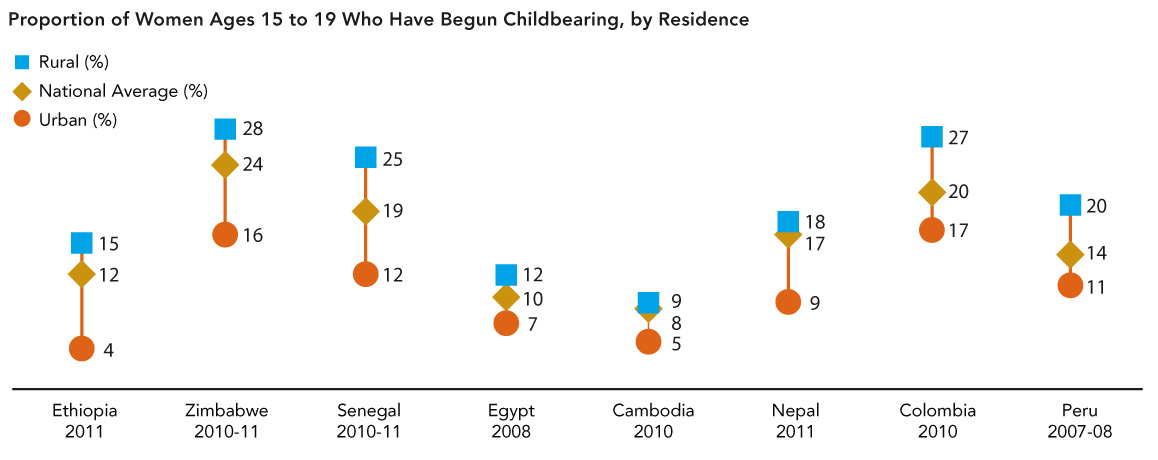 Proportion of Women Ages 15 to 19 Who Have Begun Childbearing, by Residence
Rural (%)
National Average (%)
Urban (%)
15
12
4
28
24
16
25
19
12
12
10
7
9
8
5
18
17
9
27
20
17
20
14
11
Ethiopia
2011
Zimbabwe
2010-11
Senegal
2010-11
Egypt
2008
Cambodia
2010
Nepal
2011
Colombia
2010
Peru
2007-08